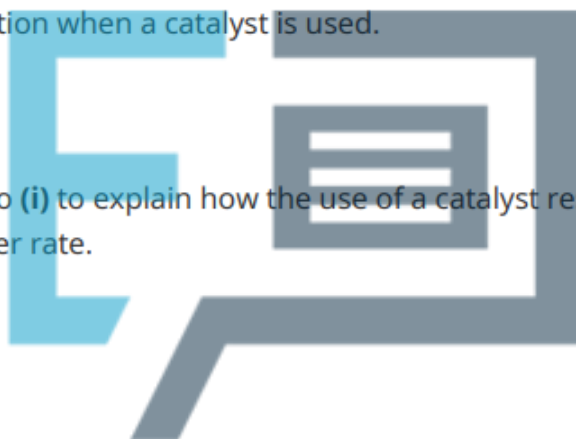 tion when a catalyst is used.
o (i) to explain how the use of a catalyst re
er rate.